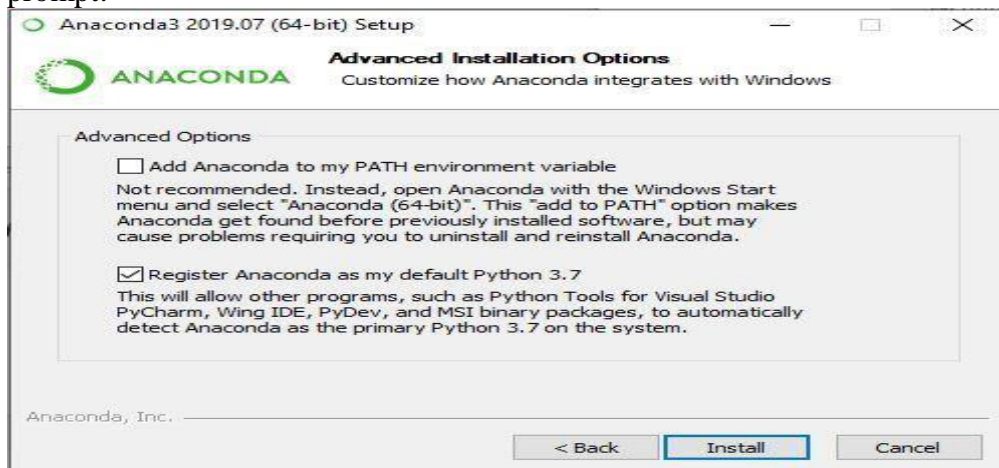 prompt.
Anaconda3 2019.07 (64-bit) Setup
ANACONDA
Advanced Installation Options
Customize how Anaconda integrates with Windows
Advanced Options
Add Anaconda to my PATH environment variable
Not recommended. Instead, open Anaconda with the Windows Start
menu and select "Anaconda (64-bit)". This "add to PATH" option makes
Anaconda get found before previously installed software, but may
cause problems requiring you to uninstall and reinstall Anaconda.
Register Anaconda as my default Python 3.7
This will allow other programs, such as Python Tools for Visual Studio
PyCharm, Wing IDE, PyDev, and MSI binary packages, to automatically
detect Anaconda as the primary Python 3.7 on the system.
Anaconda, Inc.
< Back Install Cancel